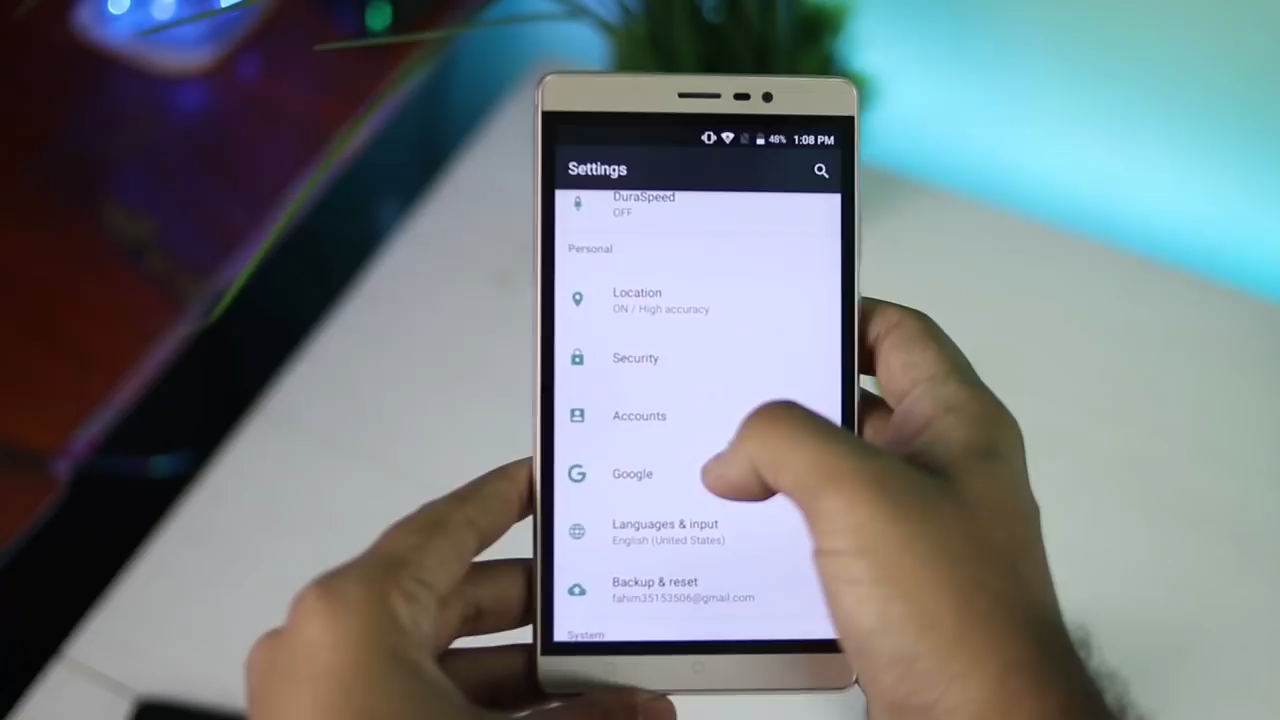 48% 1:08 PM
Settings
DuraSpeed
OFF
Personal
Location
ON / High accuracy
Security
Accounts
Google
Languages & input
English (United States)
Backup & reset
fahim35153506@gmail.com
System